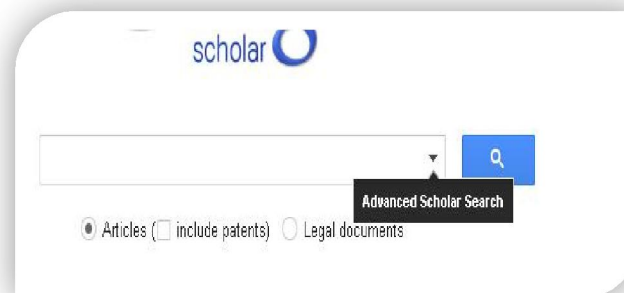 scholar
Advanced Scholar Search
Articles (include patents) Legal documents